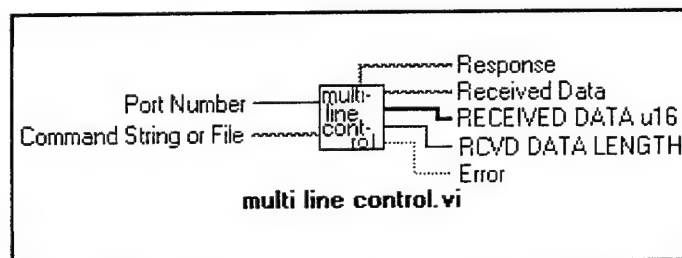 Response
Received Data
Port Number
multi-
line
cont-
rol
RECEIVED DATA u16
Command String or File
RCVD DATA LENGTH
Error
multi line control.vi